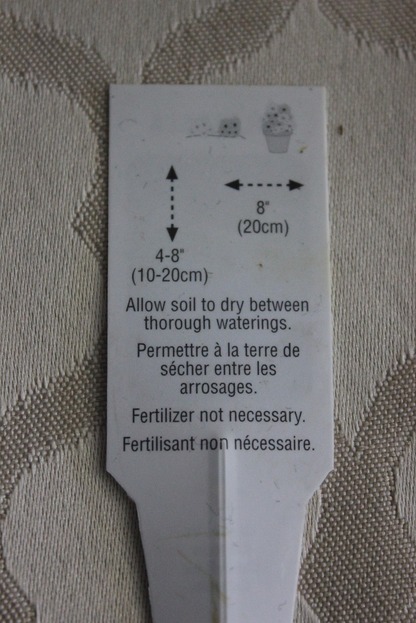 8"
(20cm)
4-8"
(10-20cm)
Allow soil to dry between
thorough waterings.
Permettre à la terre de
sécher entre les
arrosages.
Fertilizer not necessary.
Fertilisant non nécessaire.